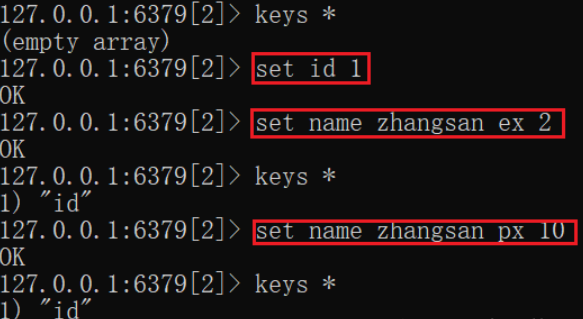 127.0.0.1:6379[2]> keys *
(empty array)
127.0.0.1:6379[2]> set id 1
OK
127.0.0.1:6379[2]> set name zhangsan ex 2
OK
127.0.0.1:6379[2]> keys *
1) "id"
127.0.0.1:6379[2]> set name zhangsan px 10
OK
127.0.0.1:6379[2]> keys *
1) "id"